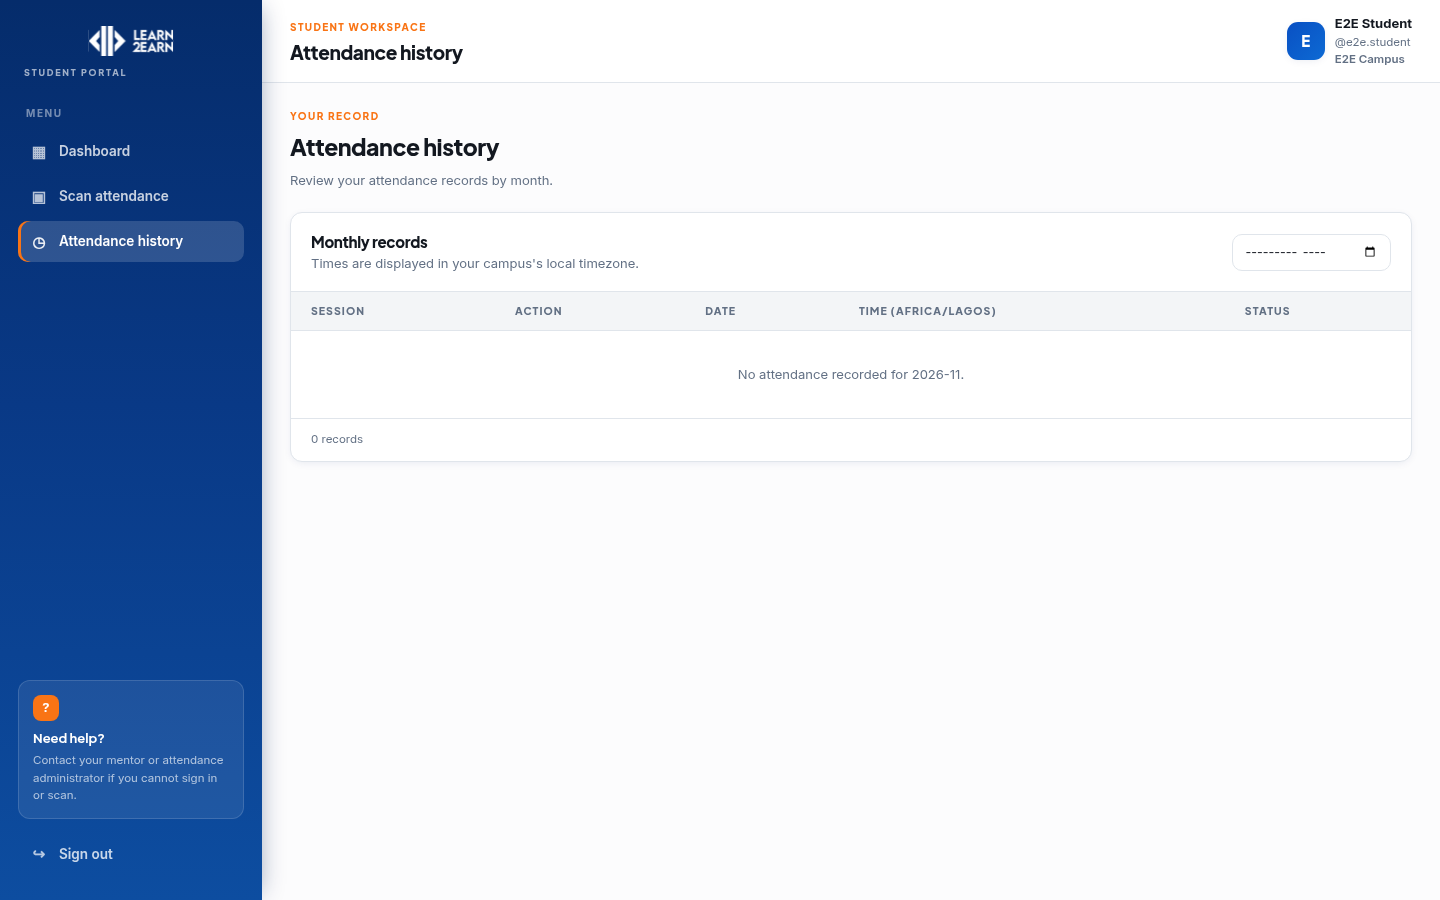 LEARN
2EARN
STUDENT PORTAL
MENU
Dashboard
Scan attendance
Attendance history
?
Need help?
Contact your mentor or attendance
administrator if you cannot sign in
or scan.
Sign out
STUDENT WORKSPACE
Attendance history
E
E2E Student
@e2e.student
E2E Campus
YOUR RECORD
Attendance history
Review your attendance records by month.
Monthly records
Times are displayed in your campus's local timezone.
--------- ----
SESSION ACTION DATE TIME (AFRICA/LAGOS) STATUS
No attendance recorded for 2026-11.
0 records